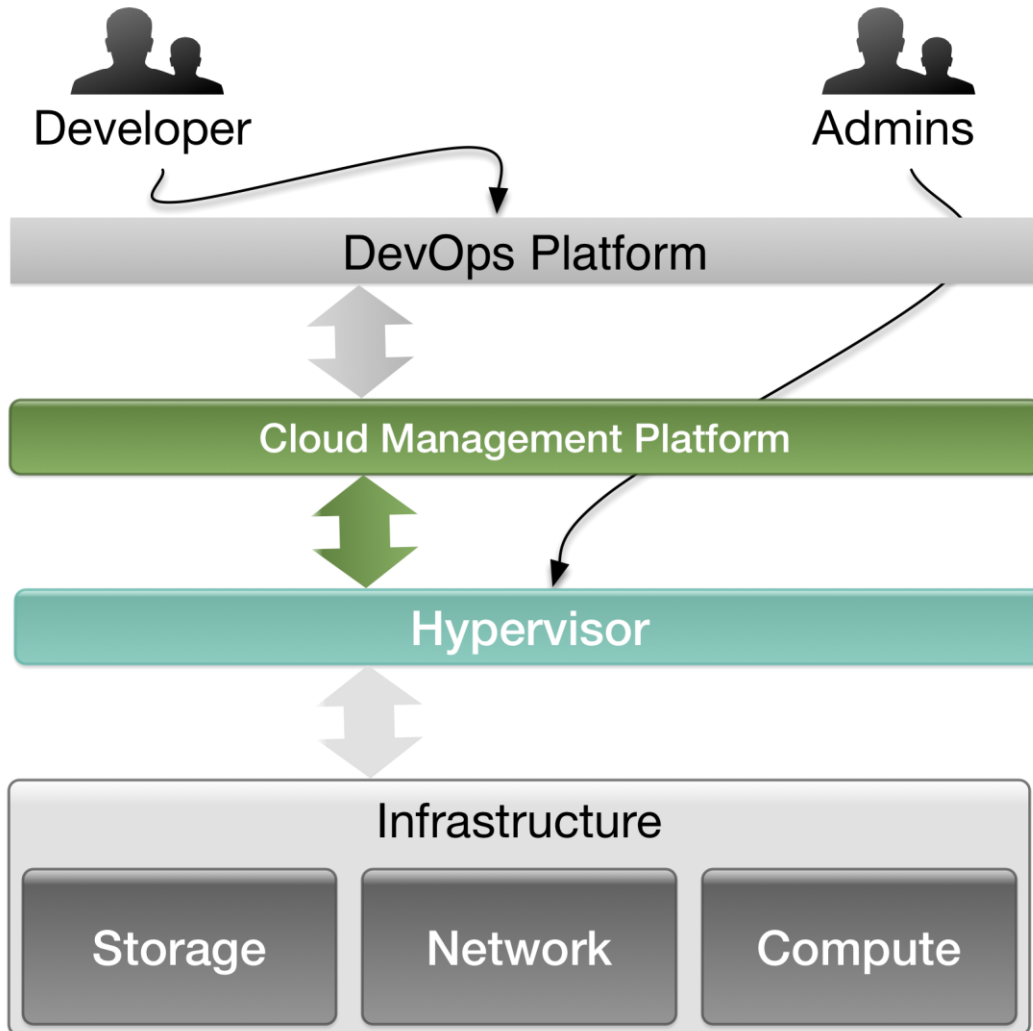 Developer
Admins
DevOps Platform
Cloud Management Platform
Hypervisor
Infrastructure
Storage
Network
Compute